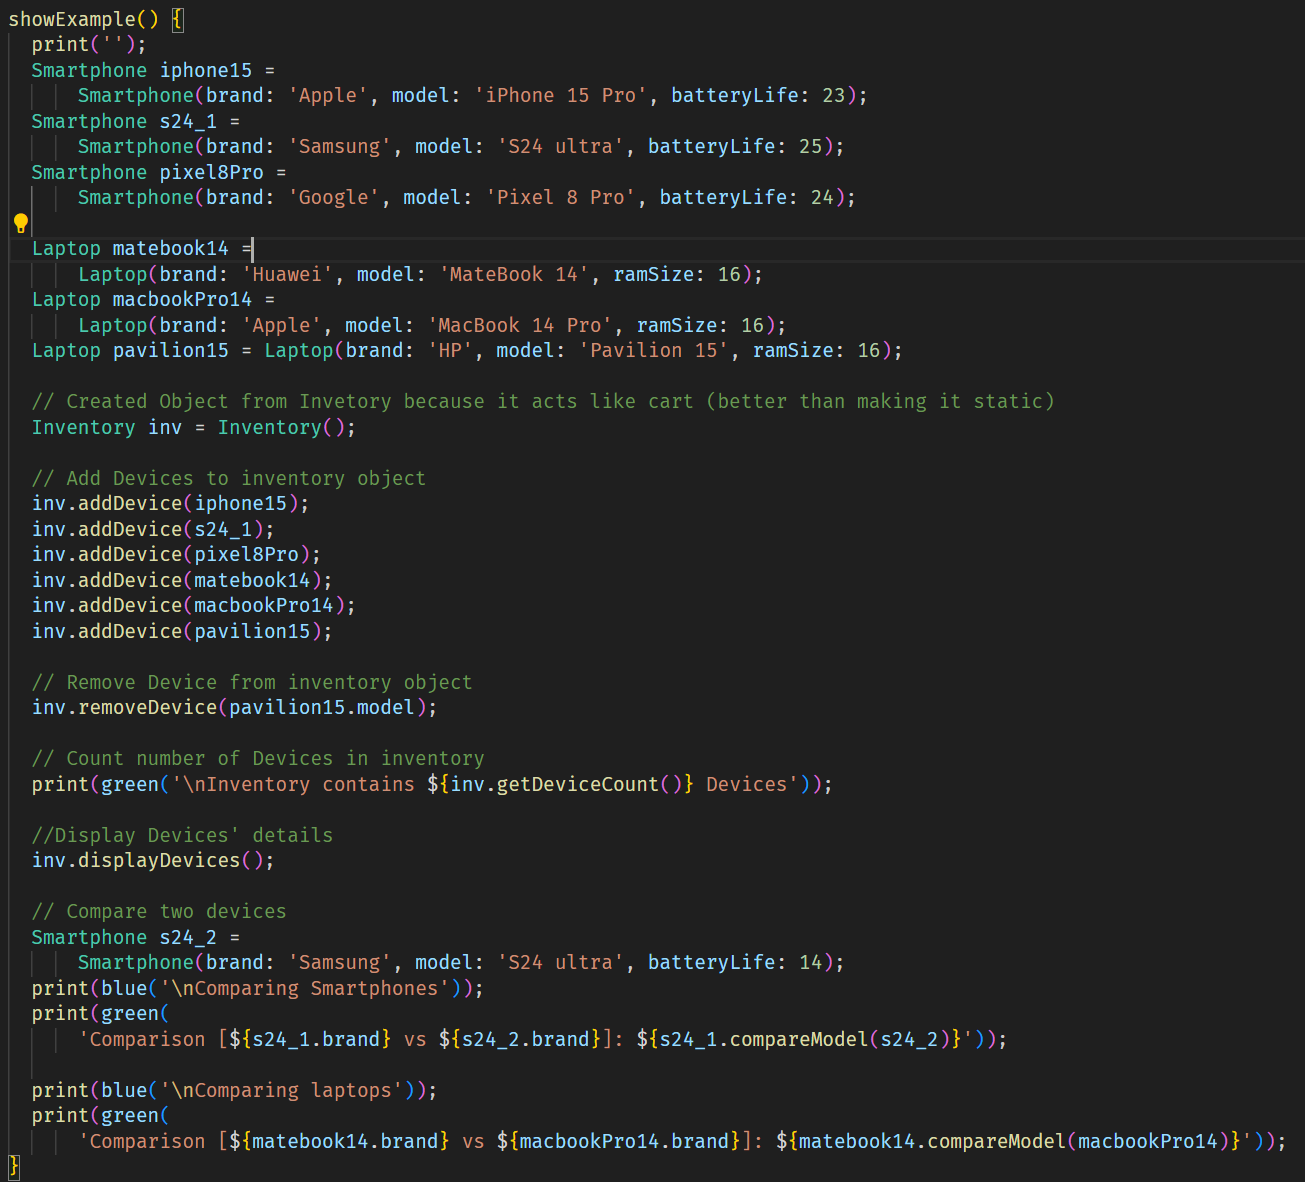 showExample() {
  print('');
  Smartphone iphone15 =
      Smartphone(brand: 'Apple', model: 'iPhone 15 Pro', batteryLife: 23);
  Smartphone s24_1 =
      Smartphone(brand: 'Samsung', model: 'S24 ultra', batteryLife: 25);
  Smartphone pixel8Pro =
      Smartphone(brand: 'Google', model: 'Pixel 8 Pro', batteryLife: 24);

  Laptop matebook14 =
      Laptop(brand: 'Huawei', model: 'MateBook 14', ramSize: 16);
  Laptop macbookPro14 =
      Laptop(brand: 'Apple', model: 'MacBook 14 Pro', ramSize: 16);
  Laptop pavilion15 = Laptop(brand: 'HP', model: 'Pavilion 15', ramSize: 16);

  // Created Object from Invetory because it acts like cart (better than making it static)
  Inventory inv = Inventory();

  // Add Devices to inventory object
  inv.addDevice(iphone15);
  inv.addDevice(s24_1);
  inv.addDevice(pixel8Pro);
  inv.addDevice(matebook14);
  inv.addDevice(macbookPro14);
  inv.addDevice(pavilion15);

  // Remove Device from inventory object
  inv.removeDevice(pavilion15.model);

  // Count number of Devices in inventory
  print(green('\nInventory contains ${inv.getDeviceCount()} Devices'));

  //Display Devices' details
  inv.displayDevices();

  // Compare two devices
  Smartphone s24_2 =
      Smartphone(brand: 'Samsung', model: 'S24 ultra', batteryLife: 14);
  print(blue('\nComparing Smartphones'));
  print(green(
      'Comparison [${s24_1.brand} vs ${s24_2.brand}]: ${s24_1.compareModel(s24_2)}'));

  print(blue('\nComparing laptops'));
  print(green(
      'Comparison [${matebook14.brand} vs ${macbookPro14.brand}]: ${matebook14.compareModel(macbookPro14)}'));
}